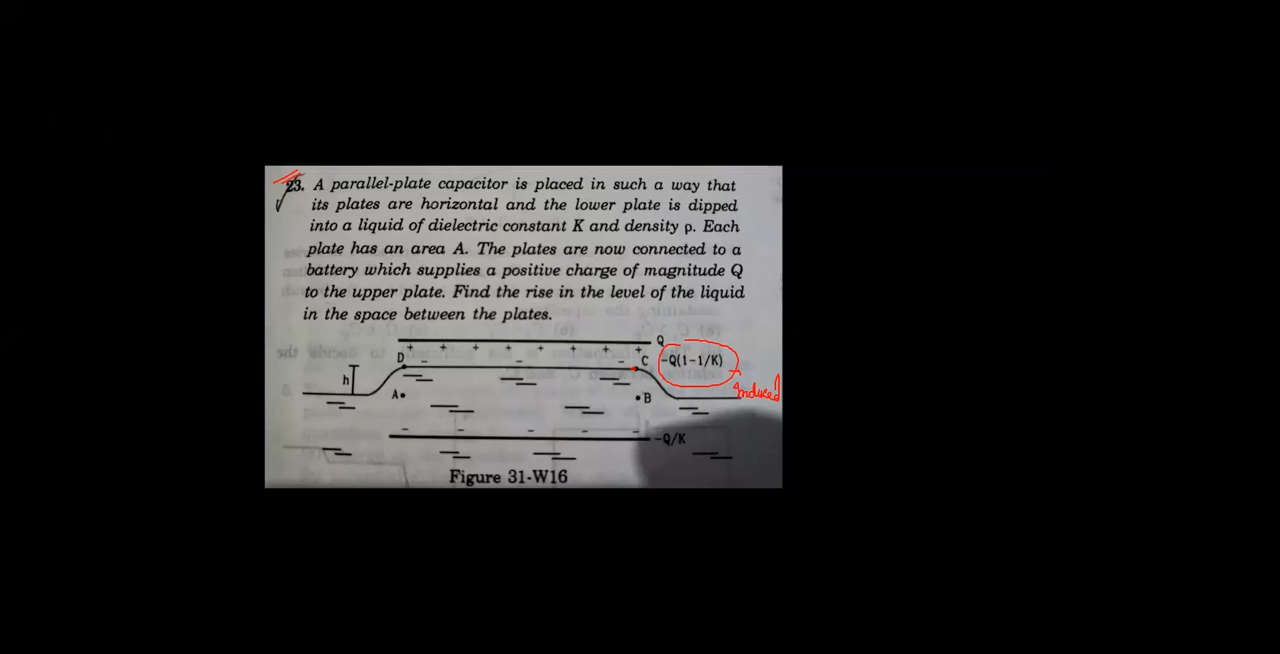 23. A parallel-plate capacitor is placed in such a way that
its plates are horizontal and the lower plate is dipped
into a liquid of dielectric constant K and density ρ. Each
plate has an area A. The plates are now connected to a
battery which supplies a positive charge of magnitude Q
to the upper plate. Find the rise in the level of the liquid
in the space between the plates.
Q
D + + + + + + + +
- - - C -Q(1-1/K)
h
A B induced
- - - - -
-Q/K
Figure 31-W16